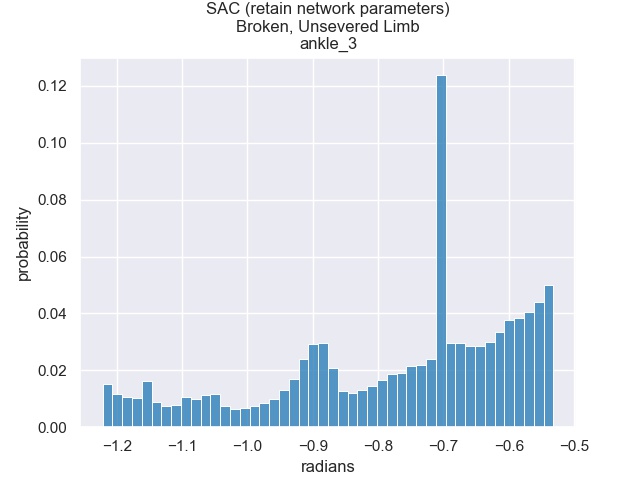 SAC (retain network parameters)
Broken, Unsevered Limb
ankle_3
probability
0.12
0.10
0.08
0.06
0.04
0.02
0.00
−1.2 −1.1 −1.0 −0.9 −0.8 −0.7 −0.6 −0.5
radians